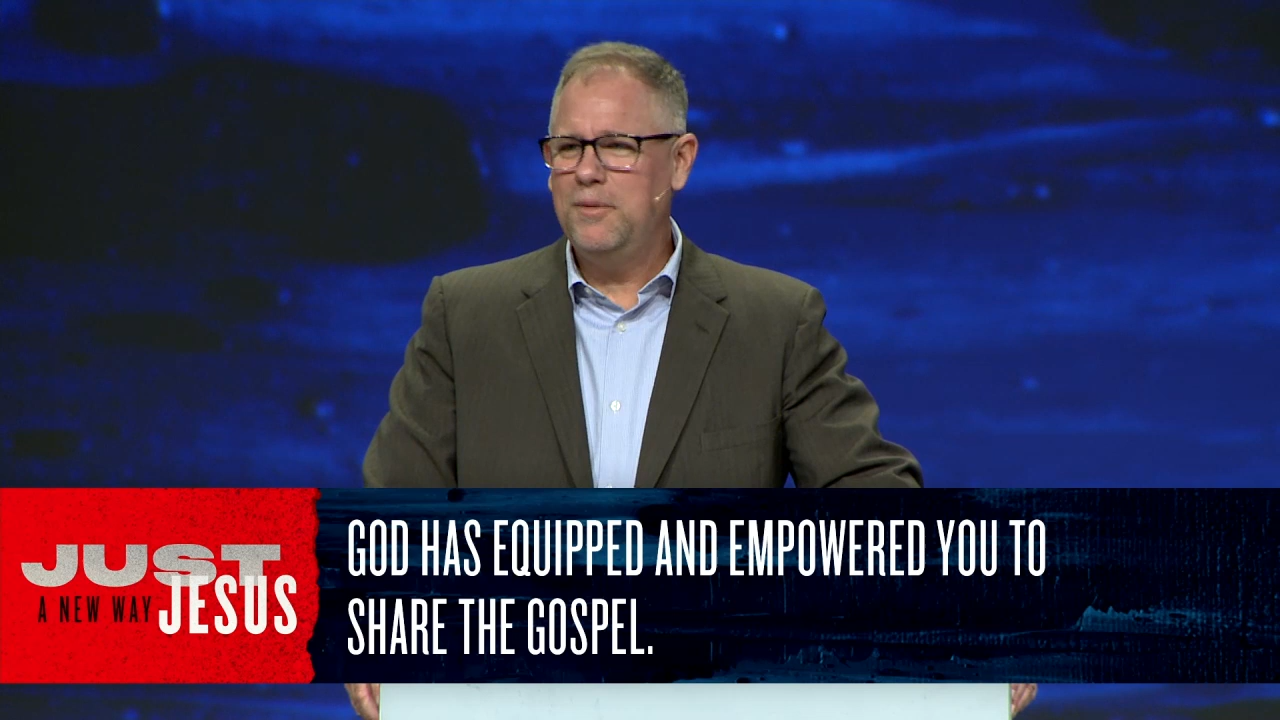 JUST
A NEW WAY JESUS
GOD HAS EQUIPPED AND EMPOWERED YOU TO
SHARE THE GOSPEL.